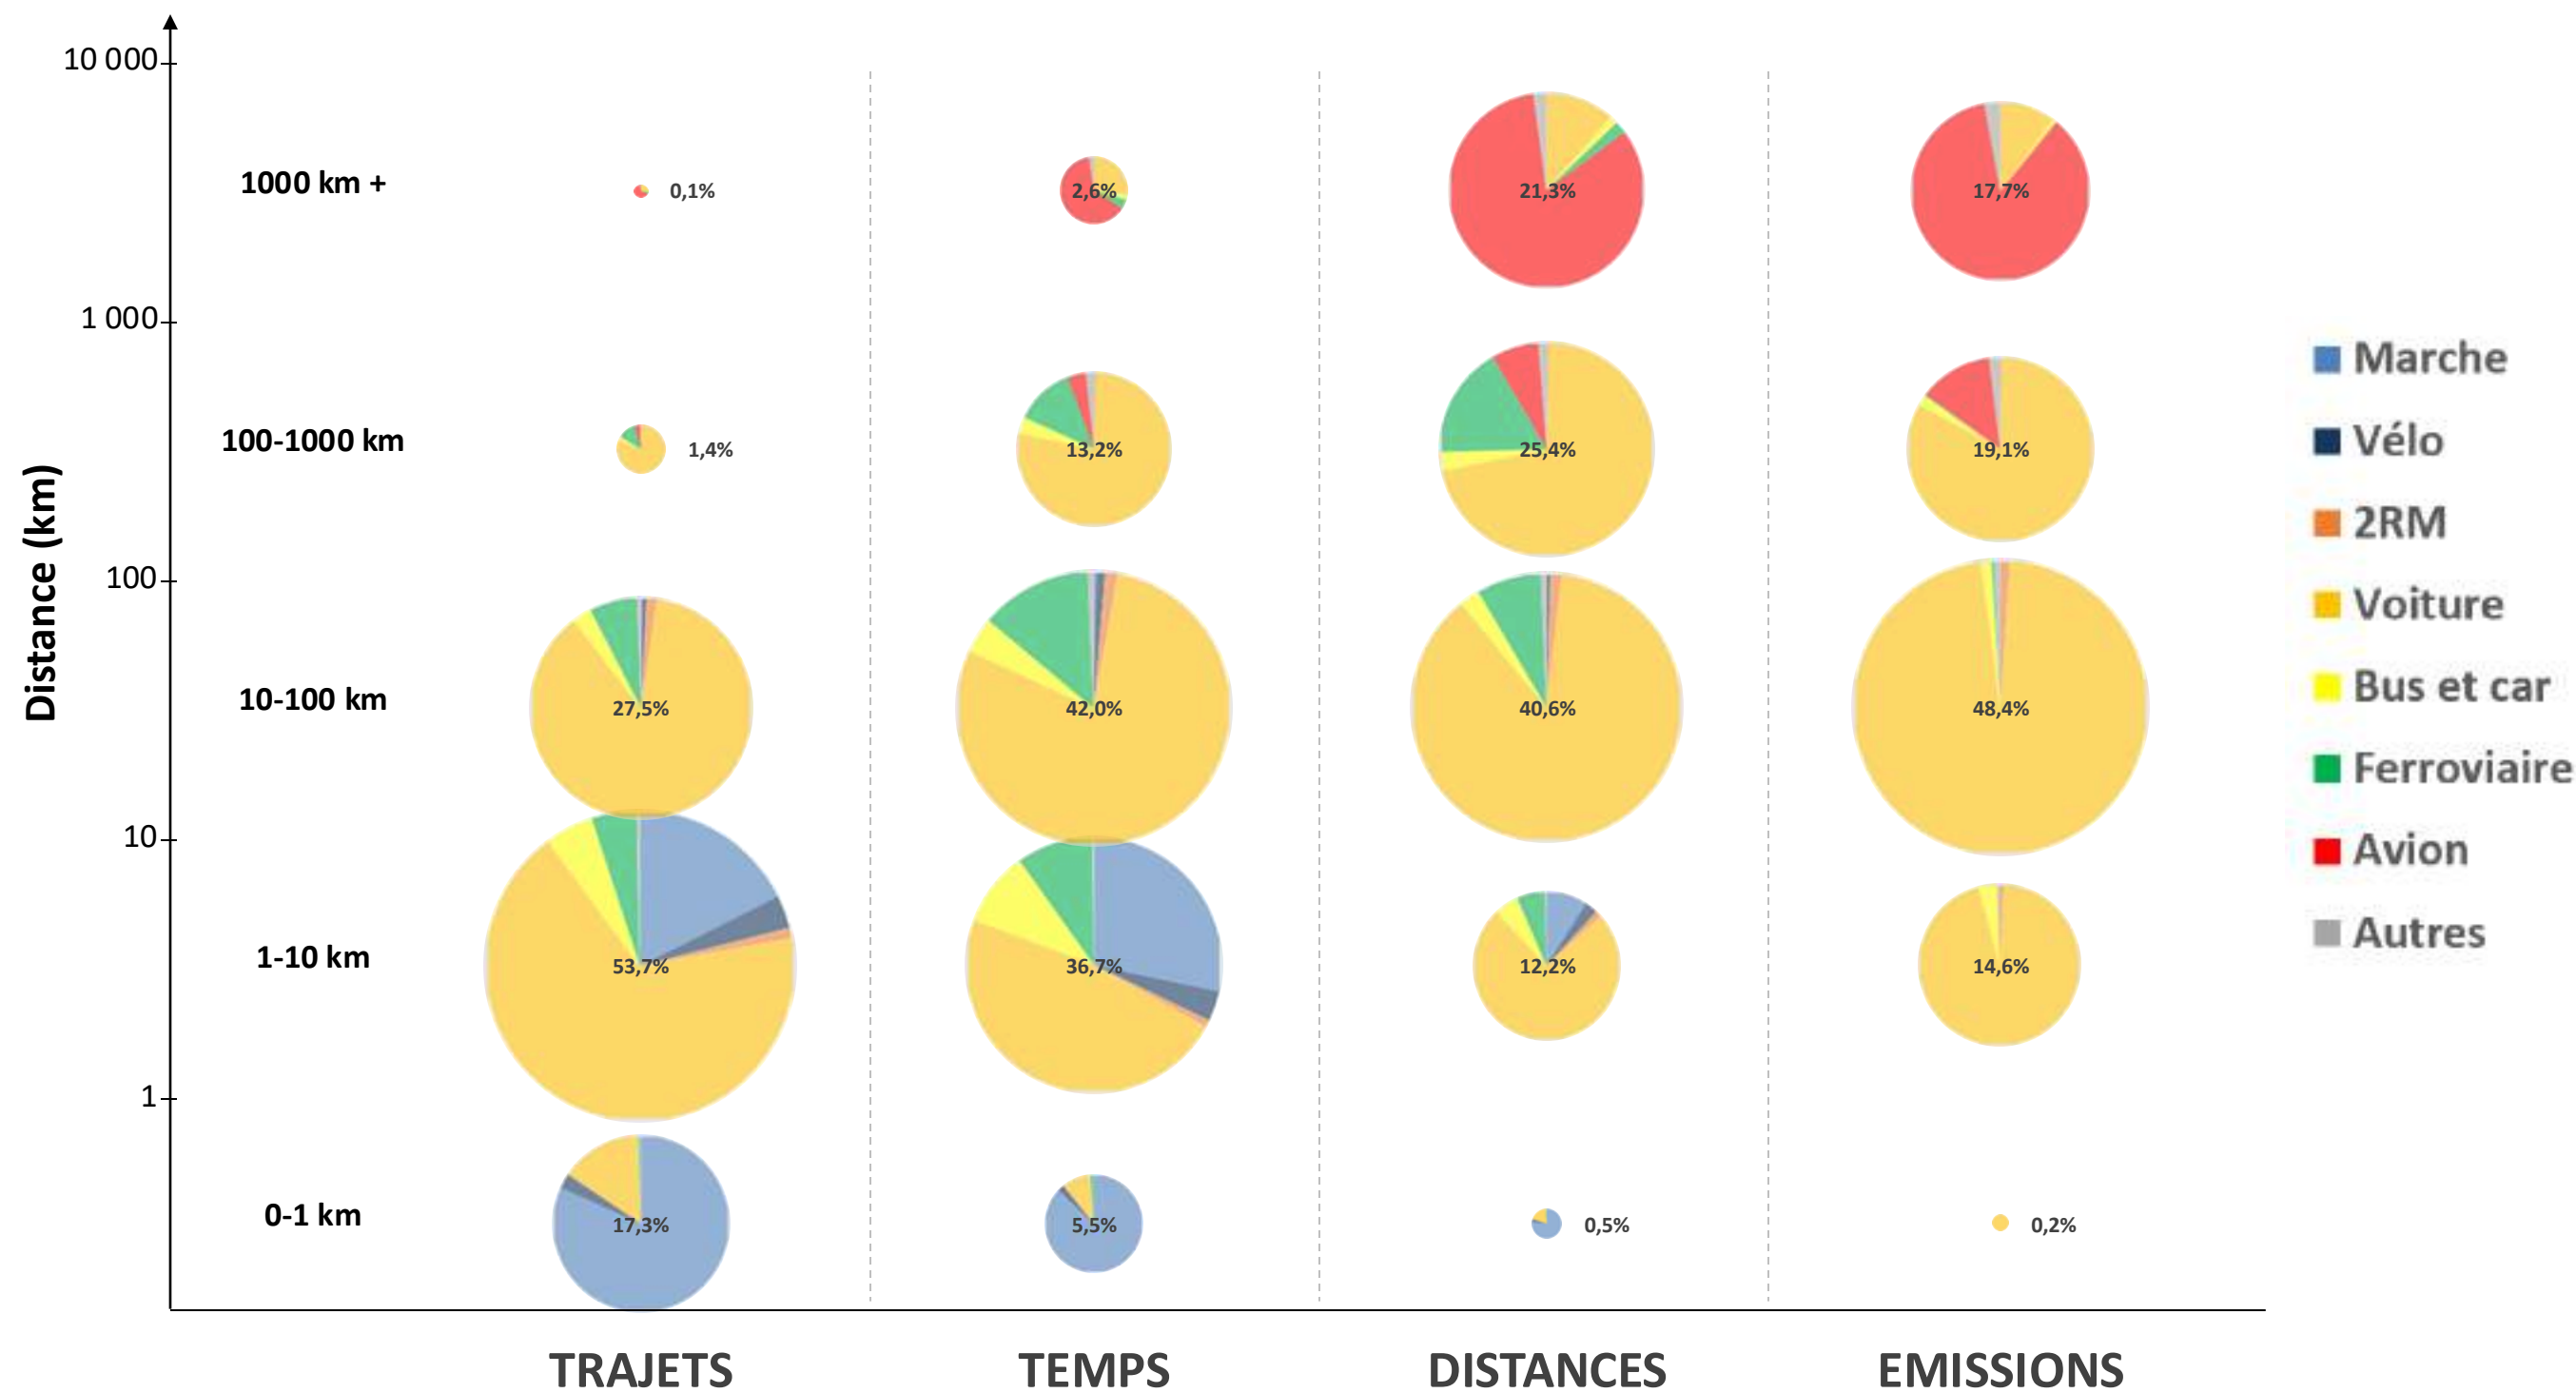 Distance (km)
10 000
1000 km +
0,1%
2,6%
21,3%
17,7%
1 000
100-1000 km
1,4%
13,2%
25,4%
19,1%
100
10-100 km
27,5%
42,0%
40,6%
48,4%
10
1-10 km
53,7%
36,7%
12,2%
14,6%
1
0-1 km
17,3%
5,5%
0,5%
0,2%
TRAJETS
TEMPS
DISTANCES
EMISSIONS
Marche
Vélo
2RM
Voiture
Bus et car
Ferroviaire
Avion
Autres